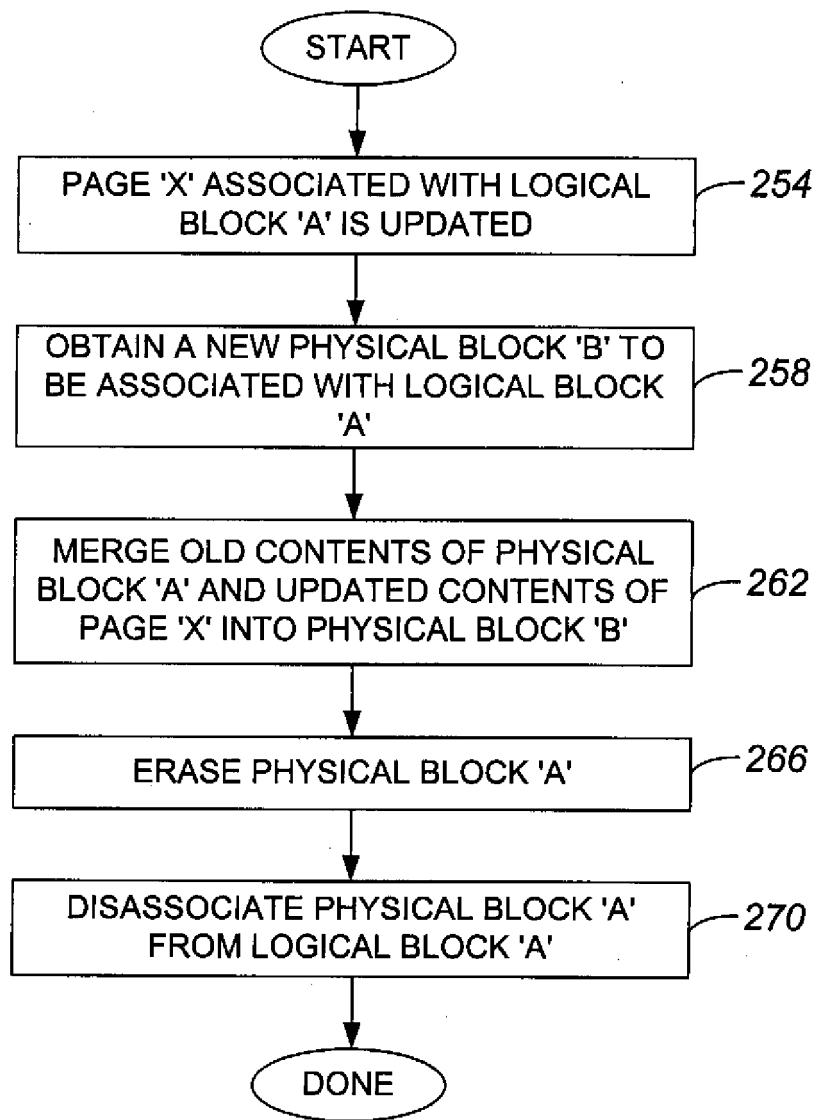 START
PAGE 'X' ASSOCIATED WITH LOGICAL
BLOCK 'A' IS UPDATED
254
OBTAIN A NEW PHYSICAL BLOCK 'B' TO
BE ASSOCIATED WITH LOGICAL BLOCK
'A'
258
MERGE OLD CONTENTS OF PHYSICAL
BLOCK 'A' AND UPDATED CONTENTS OF
PAGE 'X' INTO PHYSICAL BLOCK 'B'
262
ERASE PHYSICAL BLOCK 'A'
266
DISASSOCIATE PHYSICAL BLOCK 'A'
FROM LOGICAL BLOCK 'A'
270
DONE